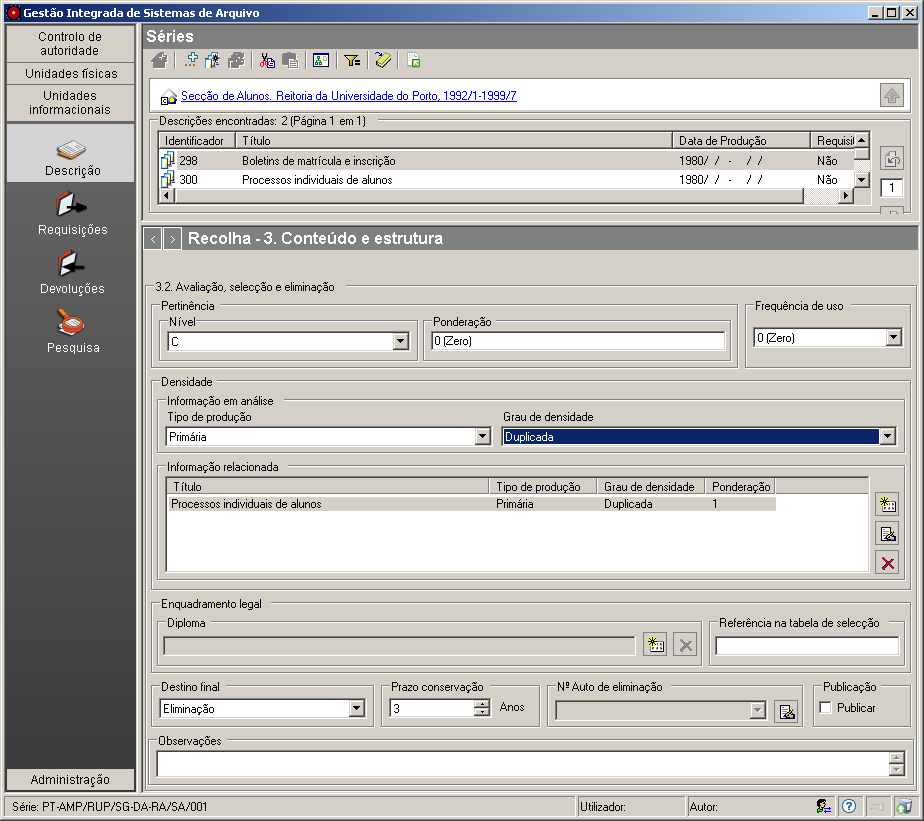 Gestão Integrada de Sistemas de Arquivo
Controlo de
autoridade
Unidades físicas
Unidades
informacionais
Descrição
Requisições
Devoluções
Pesquisa
Administração
Séries
Secção de Alunos. Reitoria da Universidade do Porto, 1992/1-1999/7
Descrições encontradas: 2 (Página 1 em 1)
Identificador Título Data de Produção Requisit
298 Boletins de matrícula e inscrição 1980/ / - / / Não
300 Processos individuais de alunos 1980/ / - / / Não
1
< > Recolha - 3. Conteúdo e estrutura
3.2. Avaliação, selecção e eliminação
Pertinência
Nível Ponderação Frequência de uso
C 0 (Zero) 0 (Zero)
Densidade
Informação em análise
Tipo de produção Grau de densidade
Primária Duplicada
Informação relacionada
Título Tipo de produção Grau de densidade Ponderação
Processos individuais de alunos Primária Duplicada 1
Enquadramento legal
Diploma Referência na tabela de selecção
Destino final Prazo conservação Nº Auto de eliminação Publicação
Eliminação 3 Anos Publicar
Observações
Série: PT-AMP/RUP/SG-DA-RA/SA/001 Utilizador: Autor: